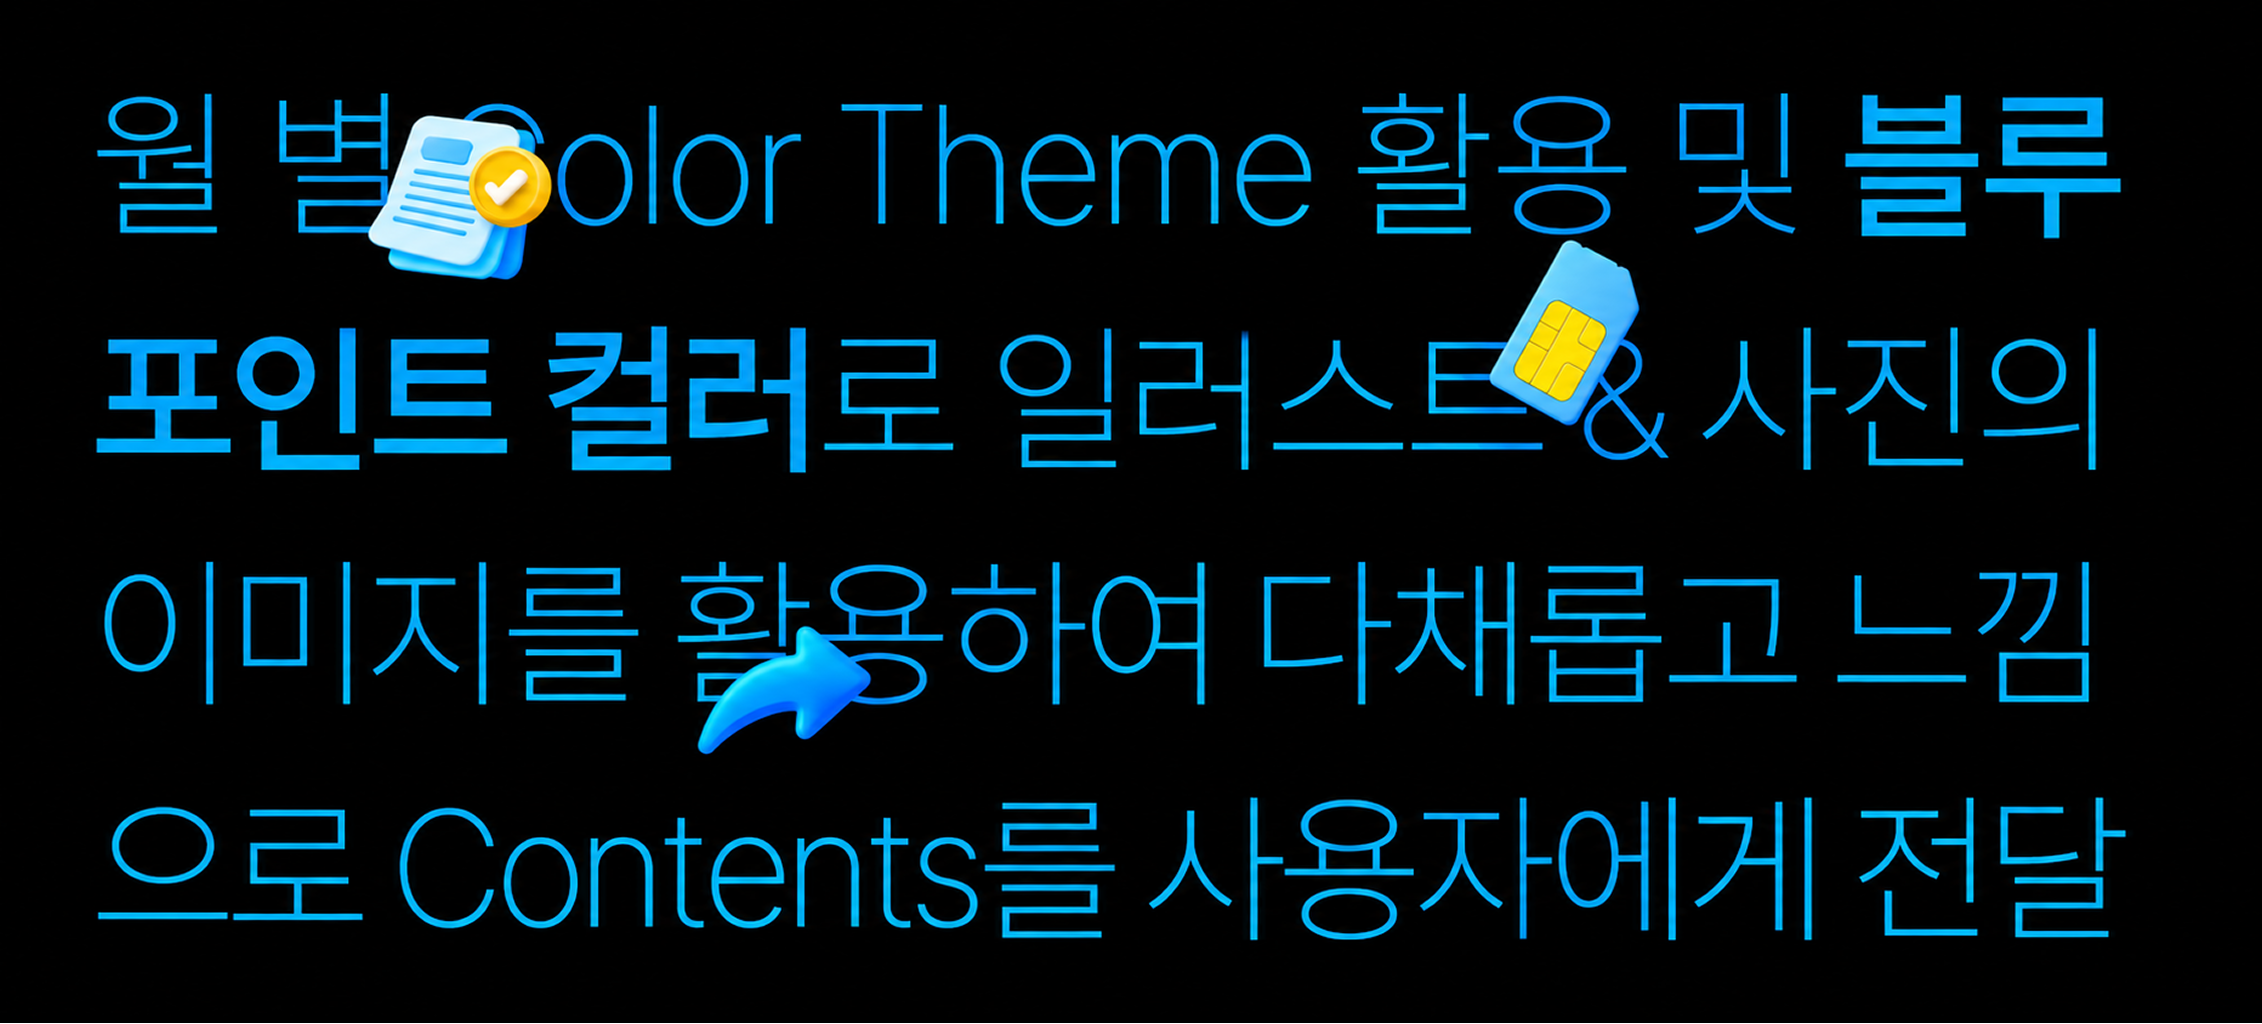 월 별 Color Theme 활용 및 블루
포인트 컬러로 일러스트 & 사진의
이미지를 활용하여 다채롭고 느낌
으로 Contents를 사용자에게 전달